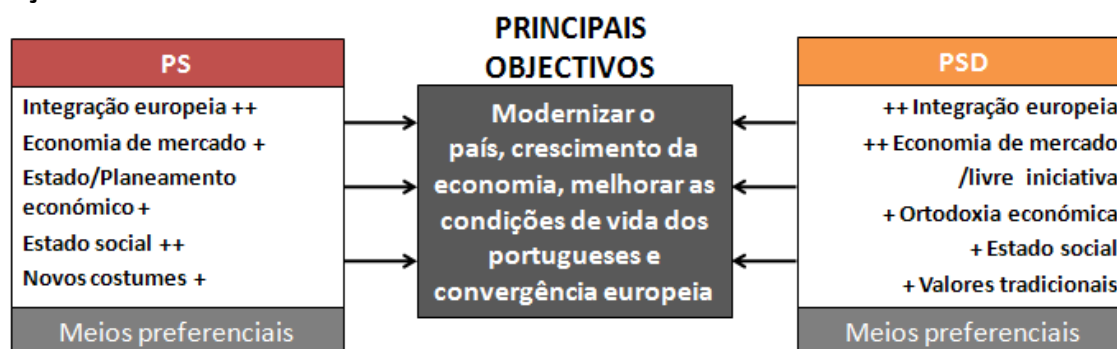 PRINCIPAIS
OBJECTIVOS
PS
Integração europeia ++
Economia de mercado +
Estado/Planeamento
económico +
Estado social ++
Novos costumes +
Meios preferenciais
Modernizar o
país, crescimento da
economia, melhorar as
condições de vida dos
portugueses e
convergência europeia
PSD
++ Integração europeia
++ Economia de mercado
/livre iniciativa
+ Ortodoxia económica
+ Estado social
+ Valores tradicionais
Meios preferenciais